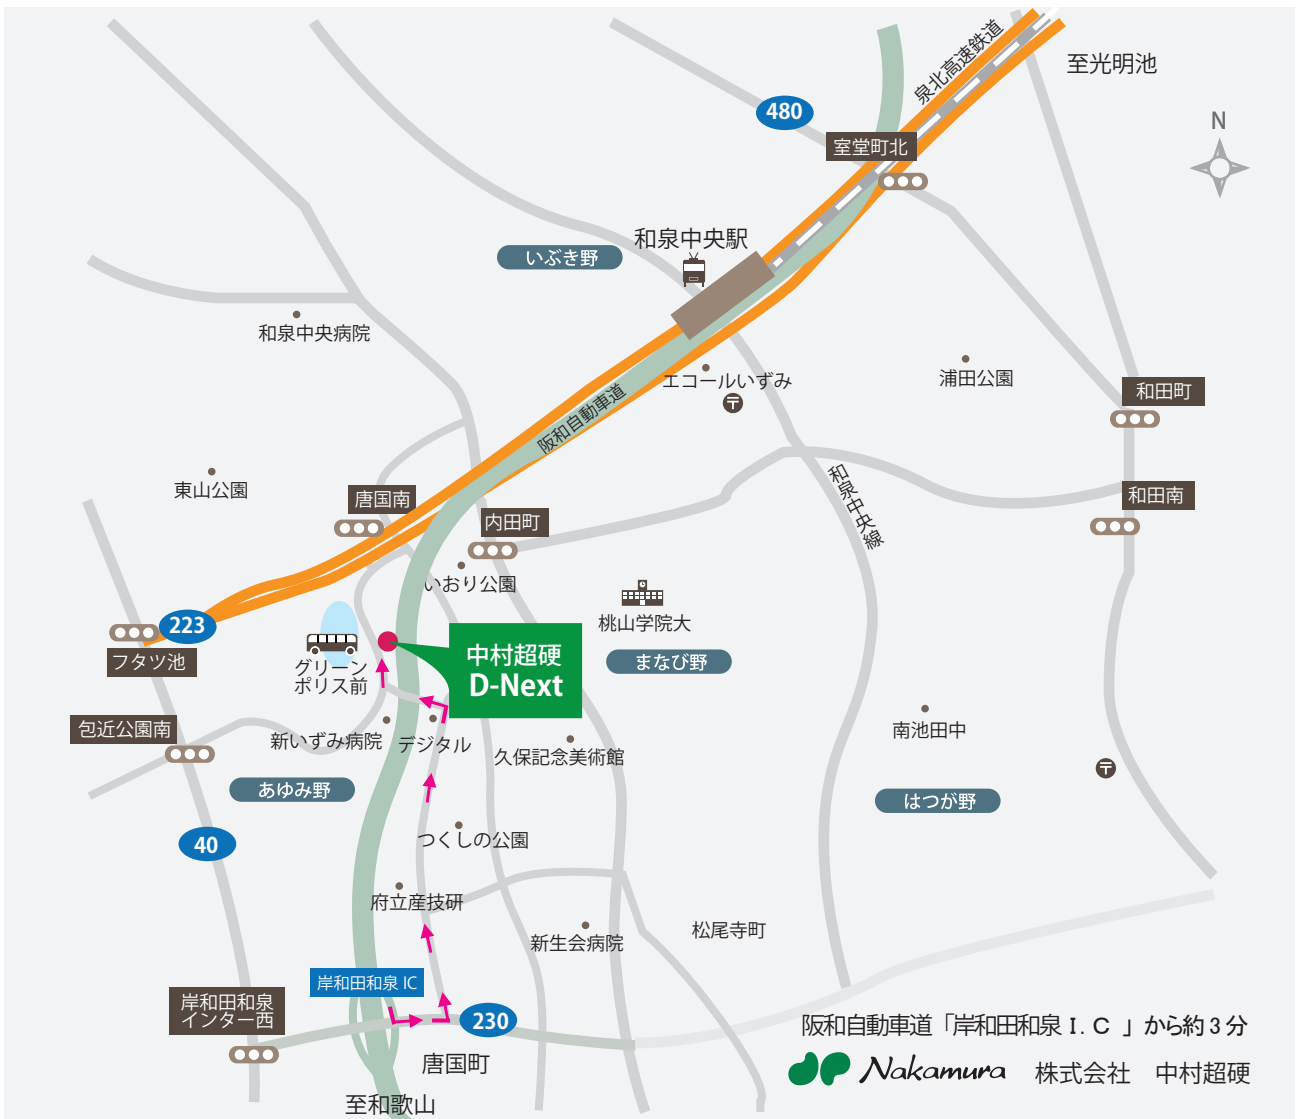 泉北高速鉄道
至光明池
480
室堂町北
N
和泉中央駅
いぶき野
和泉中央病院
エコールいずみ
〒
浦田公園
和田町
阪和自動車道
和泉中央線
東山公園
唐国南
内田町
和田南
いおり公園
223
フタツ池
グリーン
ポリス前
中村超硬
D-Next
桃山学院大
まなび野
包近公園南
新いずみ病院
デジタル
久保記念美術館
南池田中
〒
あゆみ野
はつが野
40
つくしの公園
府立産技研
新生会病院
松尾寺町
岸和田和泉 IC
岸和田和泉
インター西
230
唐国町
至和歌山
阪和自動車道「岸和田和泉 I. C 」から約 3 分
Nakamura 株式会社 中村超硬